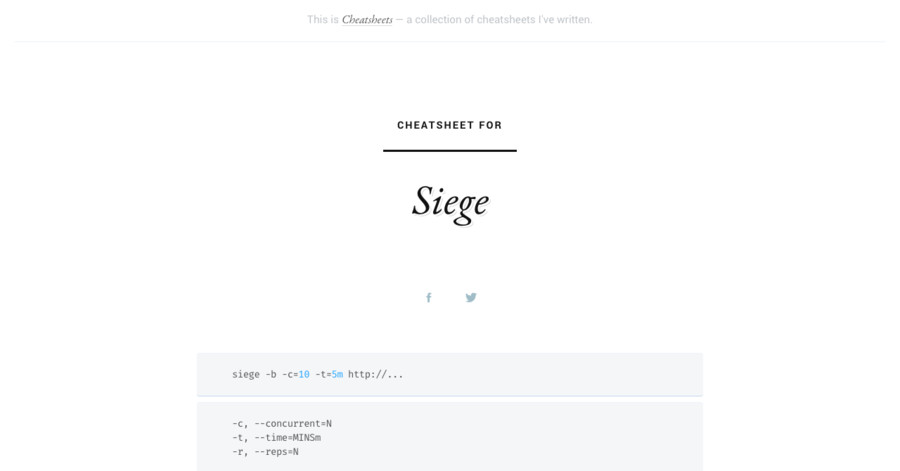 This is Cheatsheets — a collection of cheatsheets I've written.
CHEATSHEET FOR
Siege
siege -b -c=10 -t=5m http://...
-c, --concurrent=N
-t, --time=MINSm
-r, --reps=N